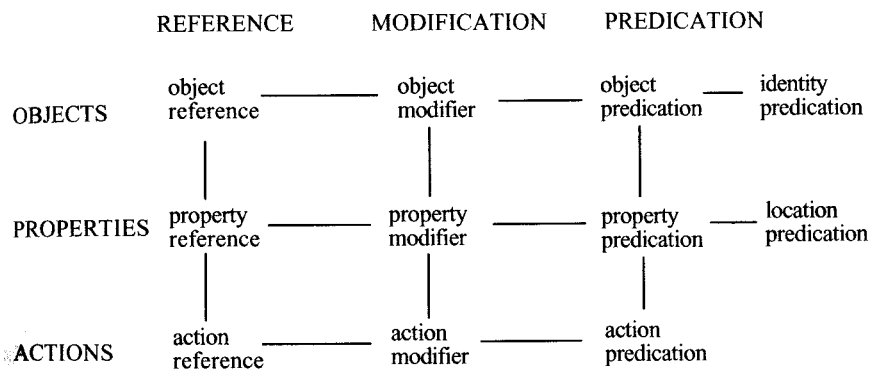 REFERENCE MODIFICATION PREDICATION
object object object identity
OBJECTS reference modifier predication predication
property property property location
PROPERTIES reference modifier predication predication
action action action
ACTIONS reference modifier predication